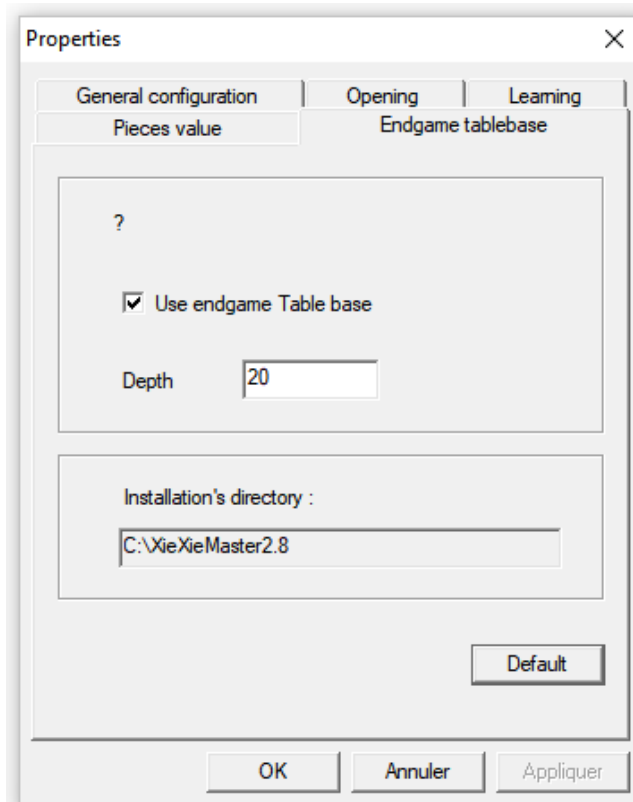 Properties
General configuration Opening Learning
Pieces value Endgame tablebase
?
Use endgame Table base
Depth 20
Installation's directory :
C:\XieXieMaster2.8
Default
OK Annuler Appliquer